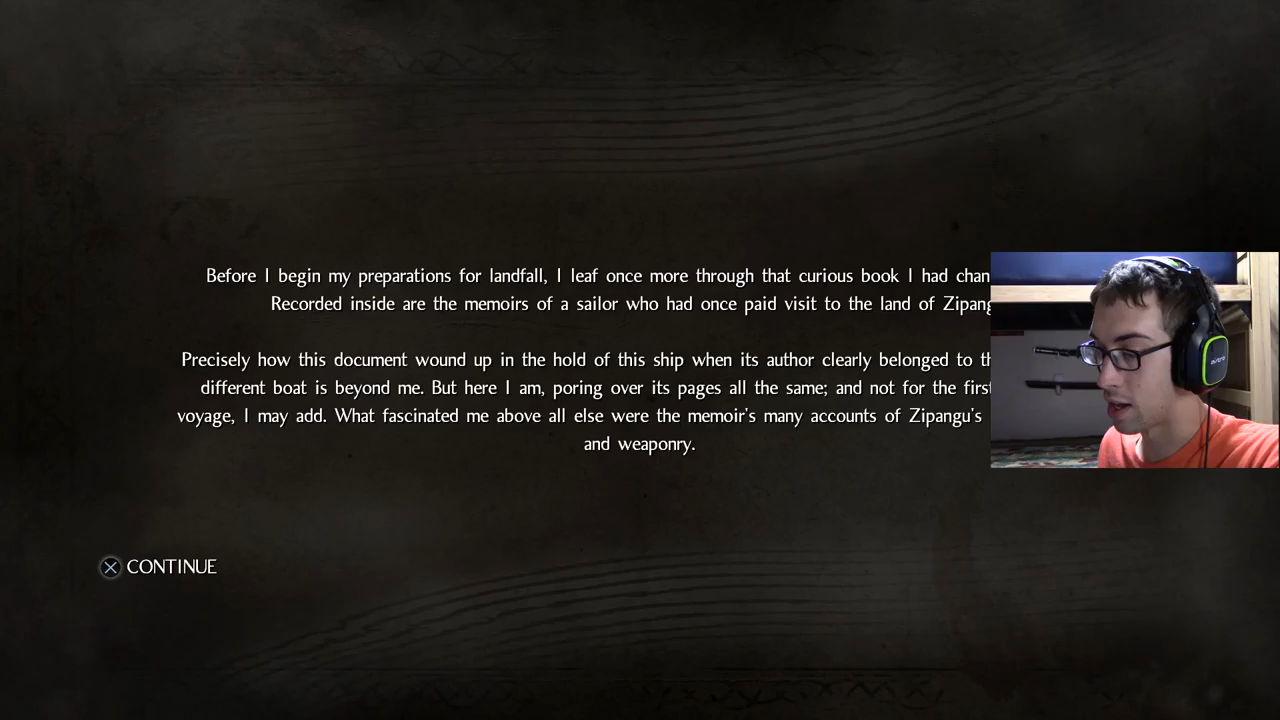 Before I begin my preparations for landfall, I leaf once more through that curious book I had
Recorded inside are the memoirs of a sailor who had once paid visit to the land of
Precisely how this document wound up in the hold of this ship when its author clearly belonged to
different boat is beyond me. But here I am, poring over its pages all the same; and not for the first
voyage, I may add. What fascinated me above all else were the memoir's many accounts of Zipangu's
and weaponry.
CONTINUE